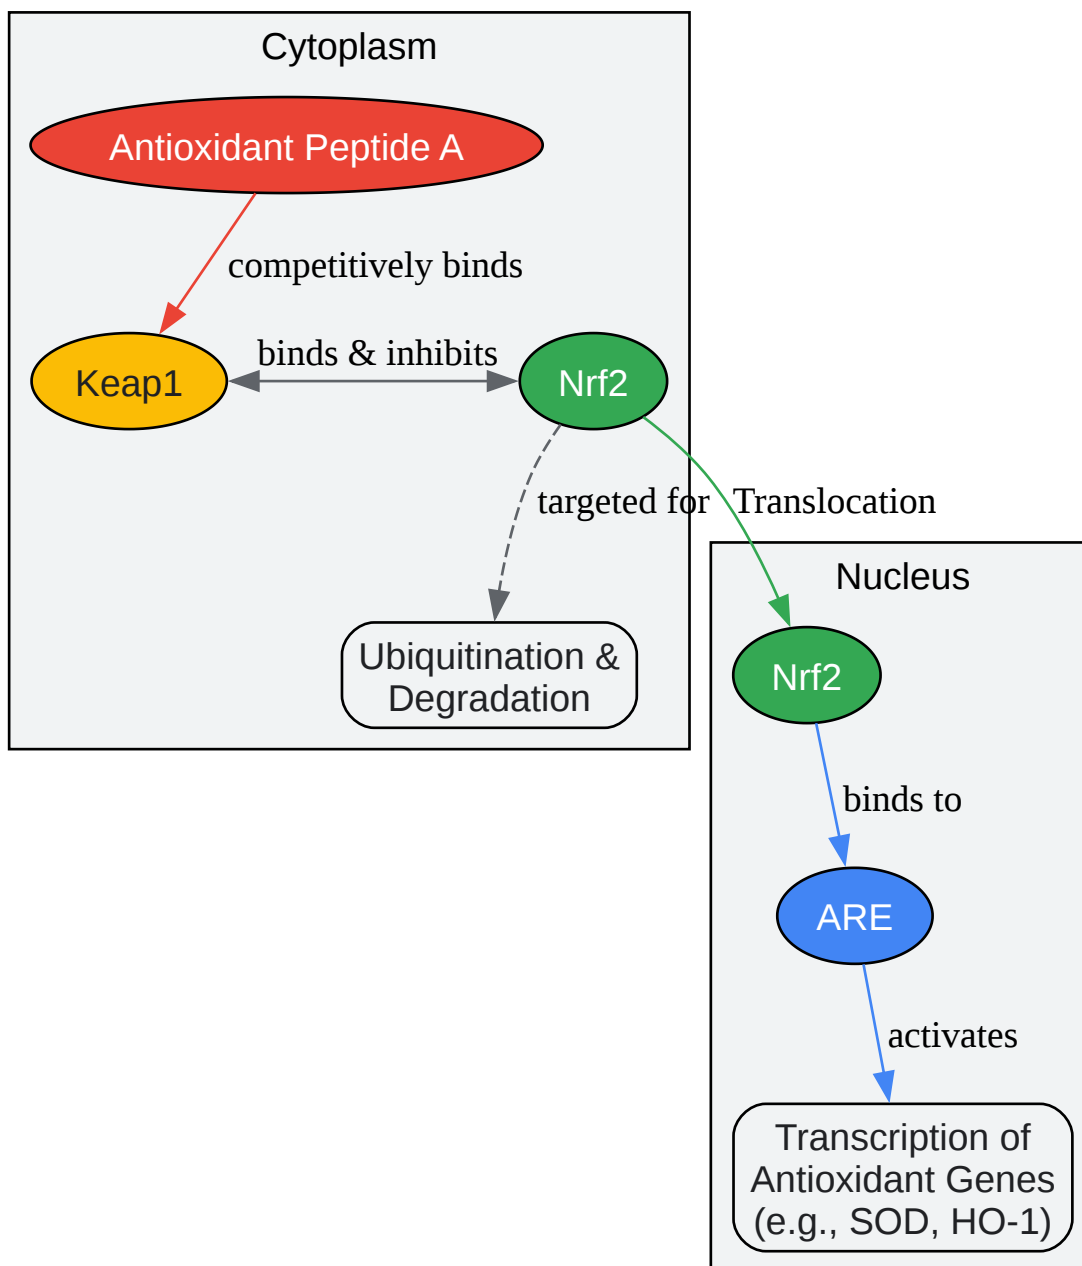 Cytoplasm
Antioxidant Peptide A
competitively binds
Keap1
binds & inhibits
Nrf2
targeted for
Translocation
Ubiquitination &
Degradation
Nucleus
Nrf2
binds to
ARE
activates
Transcription of
Antioxidant Genes
(e.g., SOD, HO-1)